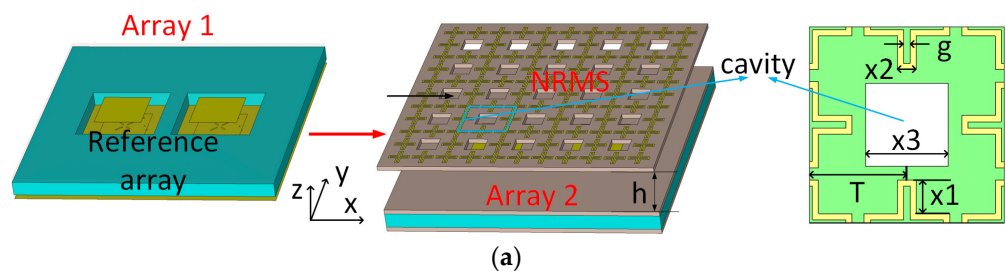 Array 1
Reference
array
z
y
x
NRMS
Array 2
h
cavity
g
x2
x3
T
x1
(a)